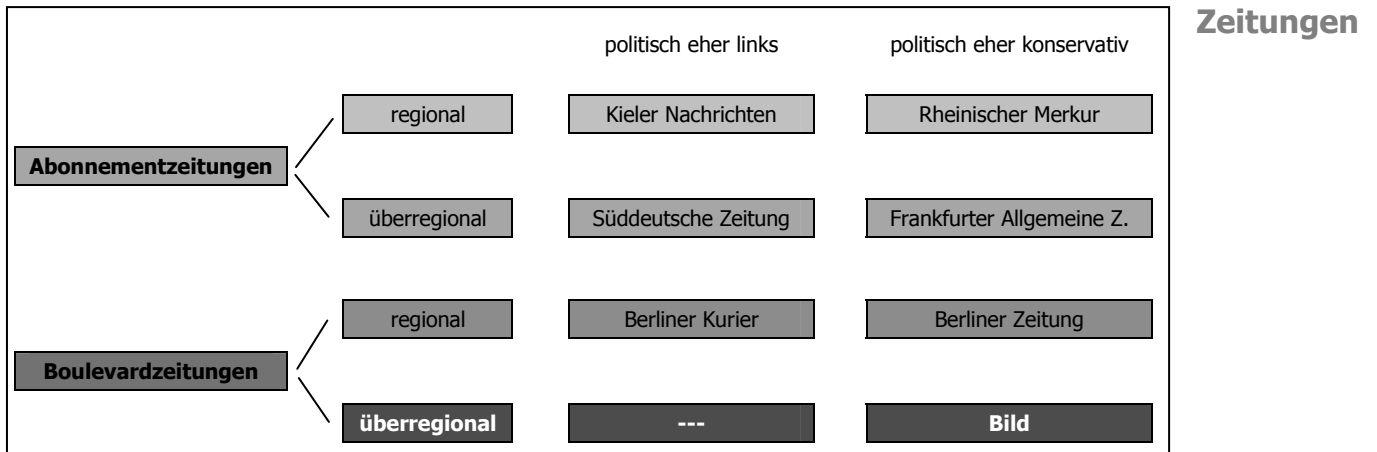 Zeitungen
politisch eher links politisch eher konservativ
regional Kieler Nachrichten Rheinischer Merkur
Abonnementzeitungen
überregional Süddeutsche Zeitung Frankfurter Allgemeine Z.
regional Berliner Kurier Berliner Zeitung
Boulevardzeitungen
überregional --- Bild